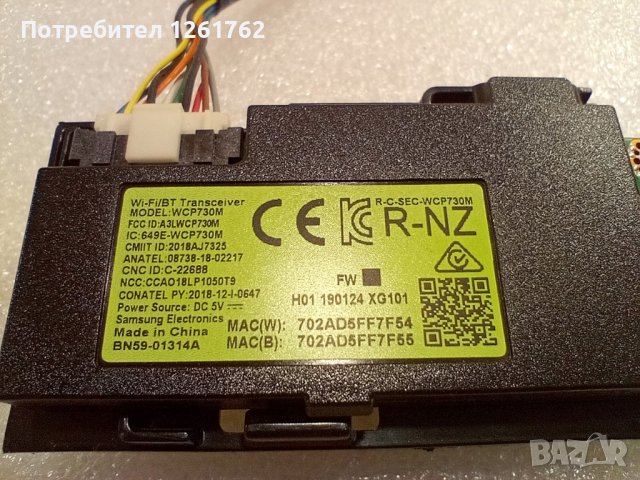 Потребител 1261762
Wi-Fi/BT Transceiver
MODEL:WCP730M
FCC ID:A3LWCP730M
IC:649E-WCP730M
CMIIT ID:2018AJ7325
ANATEL:08738-18-02217
CNC ID:C-22688
NCC:CCAO18LP1050T9
CONATEL PY:2018-12-I-0647
Power Source: DC 5V
Samsung Electronics
Made in China
BN59-01314A
CE
R-C-SEC-WCP730M
R-NZ
FW
H01 190124 XG101
MAC(W): 702AD5FF7F54
MAC(B): 702AD5FF7F55
BAZAR